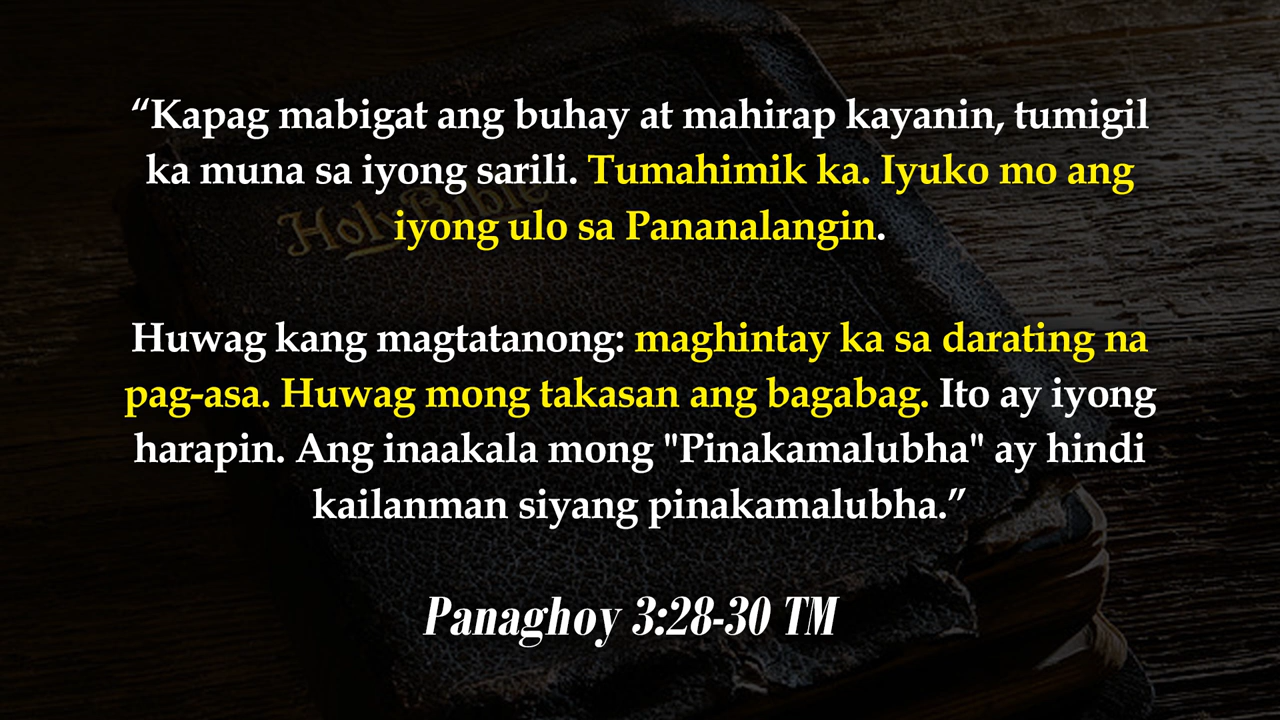 “Kapag mabigat ang buhay at mahirap kayanin, tumigil
ka muna sa iyong sarili. Tumahimik ka. Iyuko mo ang
iyong ulo sa Pananalangin.
Holy Bible
Huwag kang magtatanong: maghintay ka sa darating na
pag-asa. Huwag mong takasan ang bagabag. Ito ay iyong
harapin. Ang inaakala mong "Pinakamalubha" ay hindi
kailanman siyang pinakamalubha.”
Panaghoy 3:28-30 TM